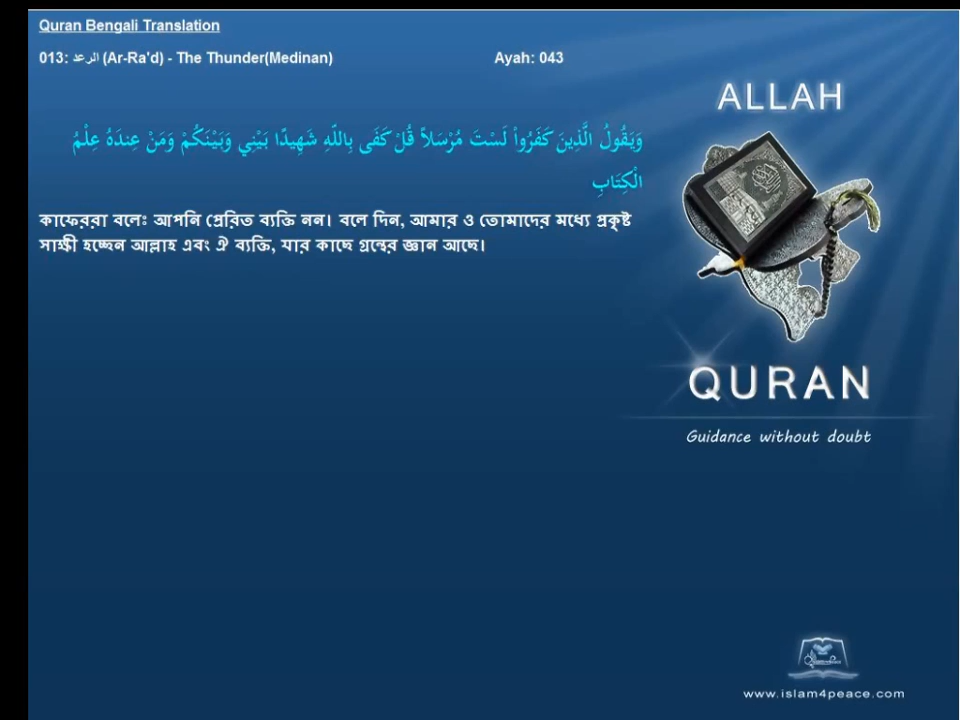 Quran Bengali Translation
013: الرعد (Ar-Ra'd) - The Thunder(Medinan) Ayah: 043
وَيَقُولُ الَّذِينَ كَفَرُواْ لَسْتَ مُرْسَلاً قُلْ كَفَى بِاللّهِ شَهِيدًا بَيْنِي وَبَيْنَكُمْ وَمَنْ عِندَهُ عِلْمُ
الْكِتَابِ
কাফেররা বলেঃ আপনি প্রেরিত ব্যক্তি নন। বলে দিন, আমার ও তোমাদের মধ্যে প্রকৃষ্ট
সাক্ষী হচ্ছেন আল্লাহ এবং ঐ ব্যক্তি, যার কাছে গ্রন্থের জ্ঞান আছে।
ALLAH
QURAN
Guidance without doubt
www.islam4peace.com